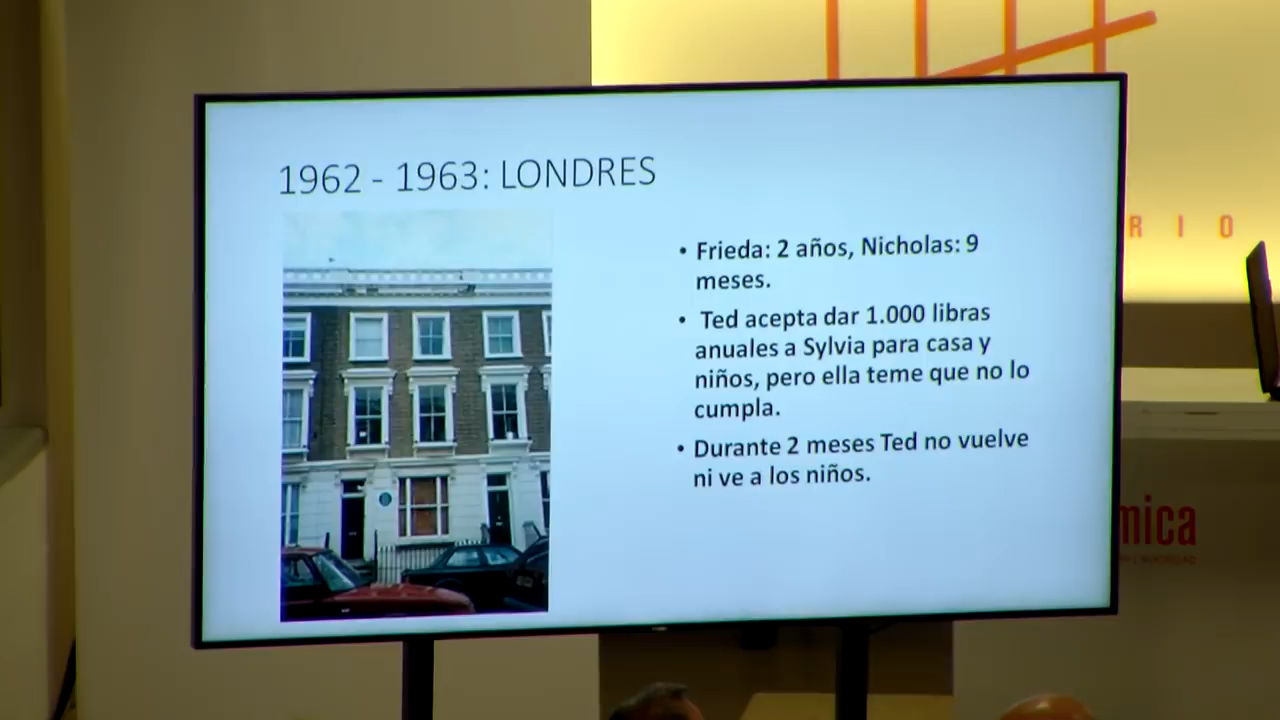 1962 - 1963: LONDRES
• Frieda: 2 años, Nicholas: 9
meses.
• Ted acepta dar 1.000 libras
anuales a Sylvia para casa y
niños, pero ella teme que no lo
cumpla.
• Durante 2 meses Ted no vuelve
ni ve a los niños.
RIO
mica